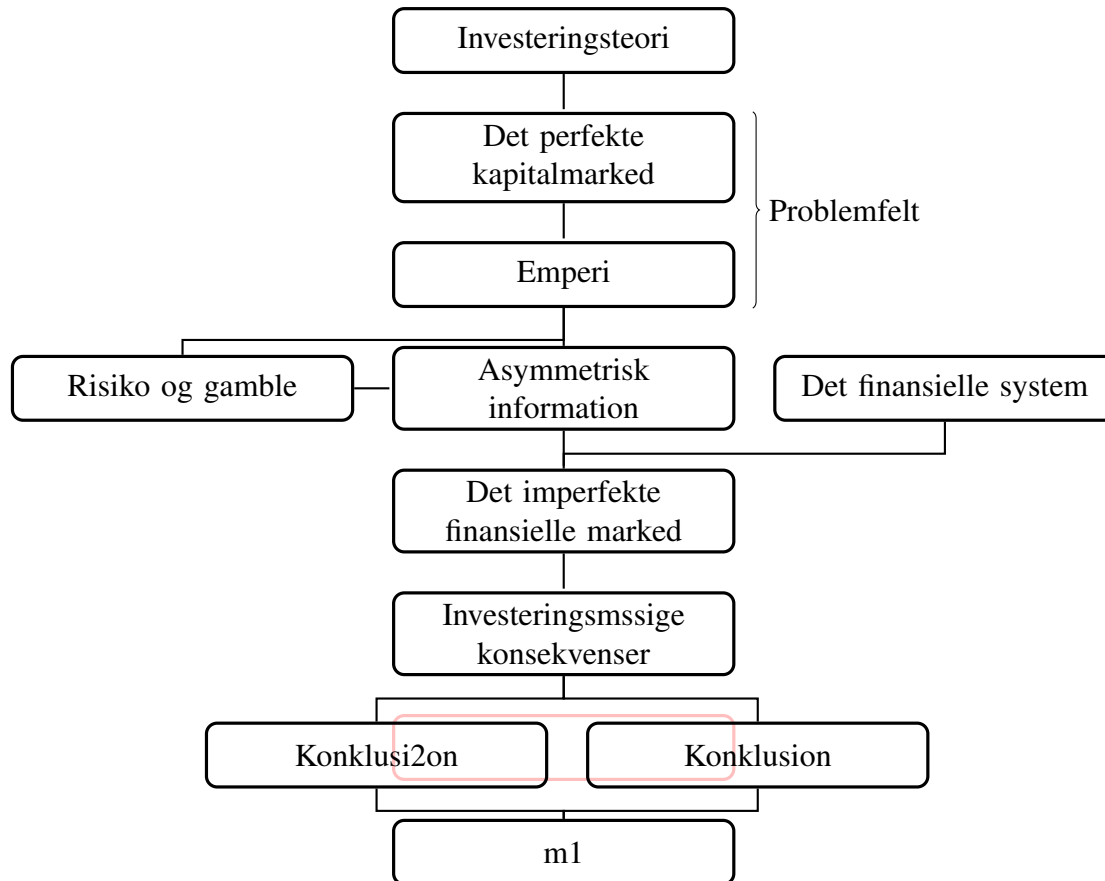 Investeringsteori
Det perfekte
kapitalmarked
Problemfelt
Emperi
Risiko og gamble
Asymmetrisk
information
Det finansielle system
Det imperfekte
finansielle marked
Investeringsmssige
konsekvenser
Konklusi2on
Konklusion
m1